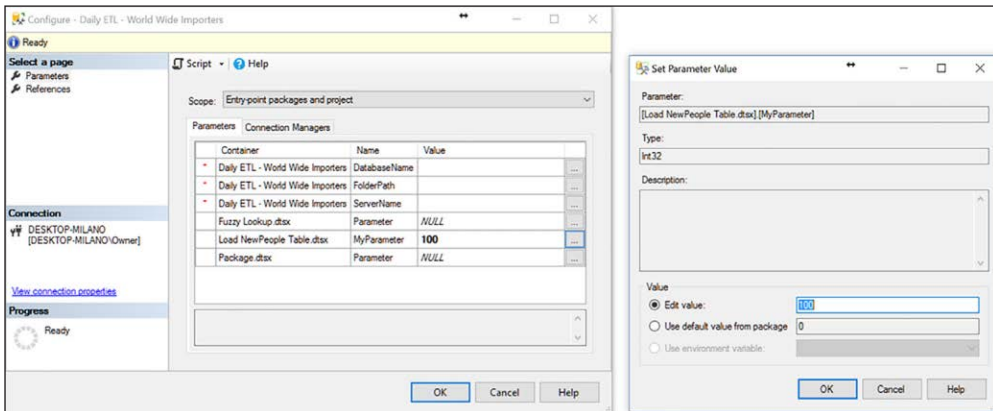 Configure - Daily ETL - World Wide Importers
Ready
Select a page
Parameters
References
Script Help
Scope: Entry-point packages and project
Parameters Connection Managers
Container Name Value
* Daily ETL - World Wide Importers DatabaseName ...
* Daily ETL - World Wide Importers FolderPath ...
* Daily ETL - World Wide Importers ServerName ...
Fuzzy Lookup.dtsx Parameter NULL ...
Load NewPeople Table.dtsx MyParameter 100 ...
Package.dtsx Parameter NULL ...
Connection
DESKTOP-MILANO
[DESKTOP-MILANO\Owner]
View connection properties
Progress
Ready
OK Cancel Help
Set Parameter Value
Parameter:
[Load NewPeople Table.dtsx].[MyParameter]
Type:
Int32
Description:
Value
Edit value: 100
Use default value from package 0
Use environment variable:
OK Cancel Help